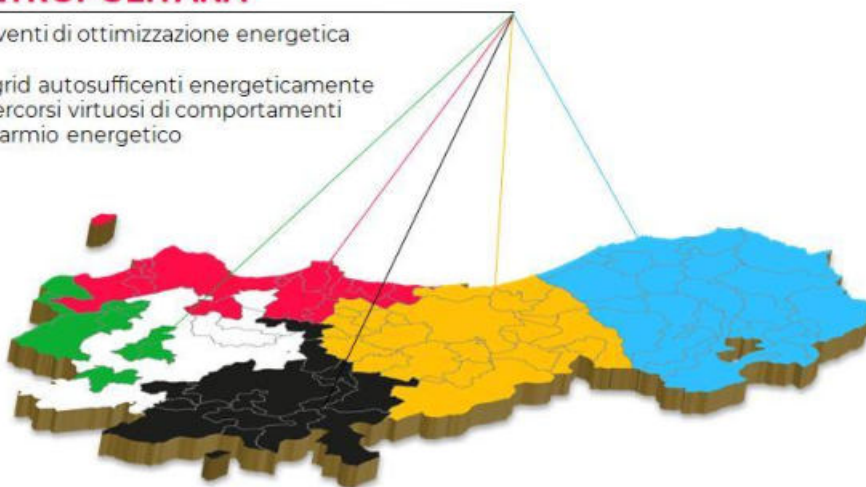 venti di ottimizzazione energetica
grid autosufficenti energeticamente
ercorsi virtuosi di comportamenti
armio energetico